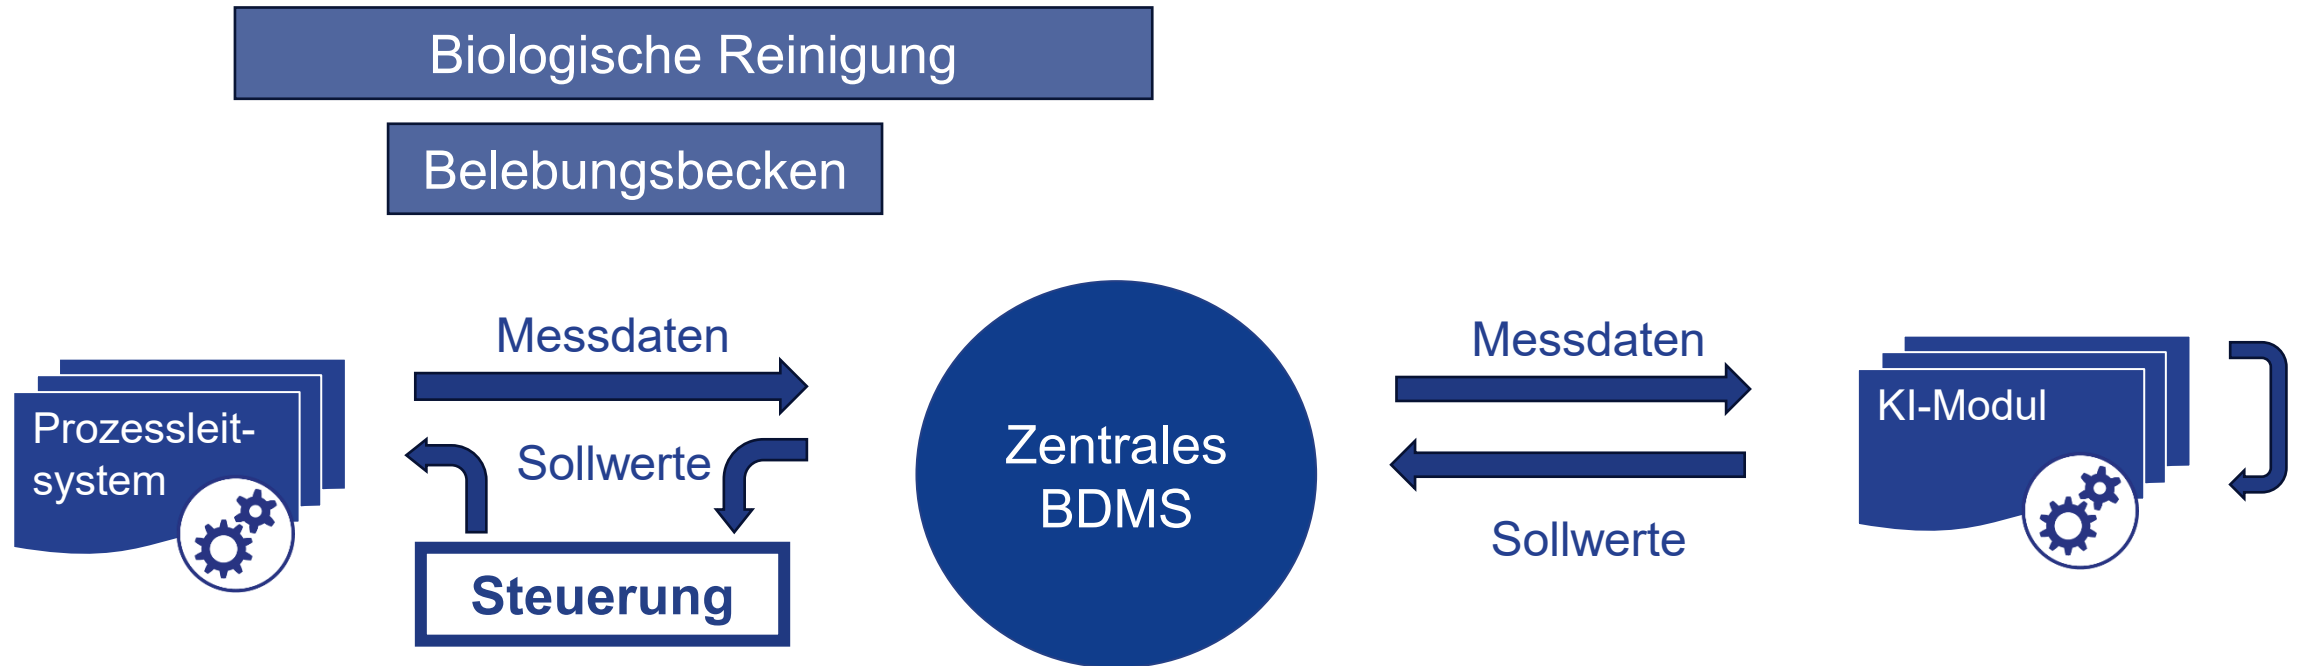 Biologische Reinigung
Belebungsbecken
Messdaten
Prozessleit-
system
Sollwerte
Steuerung
Zentrales
BDMS
Messdaten
Sollwerte
KI-Modul